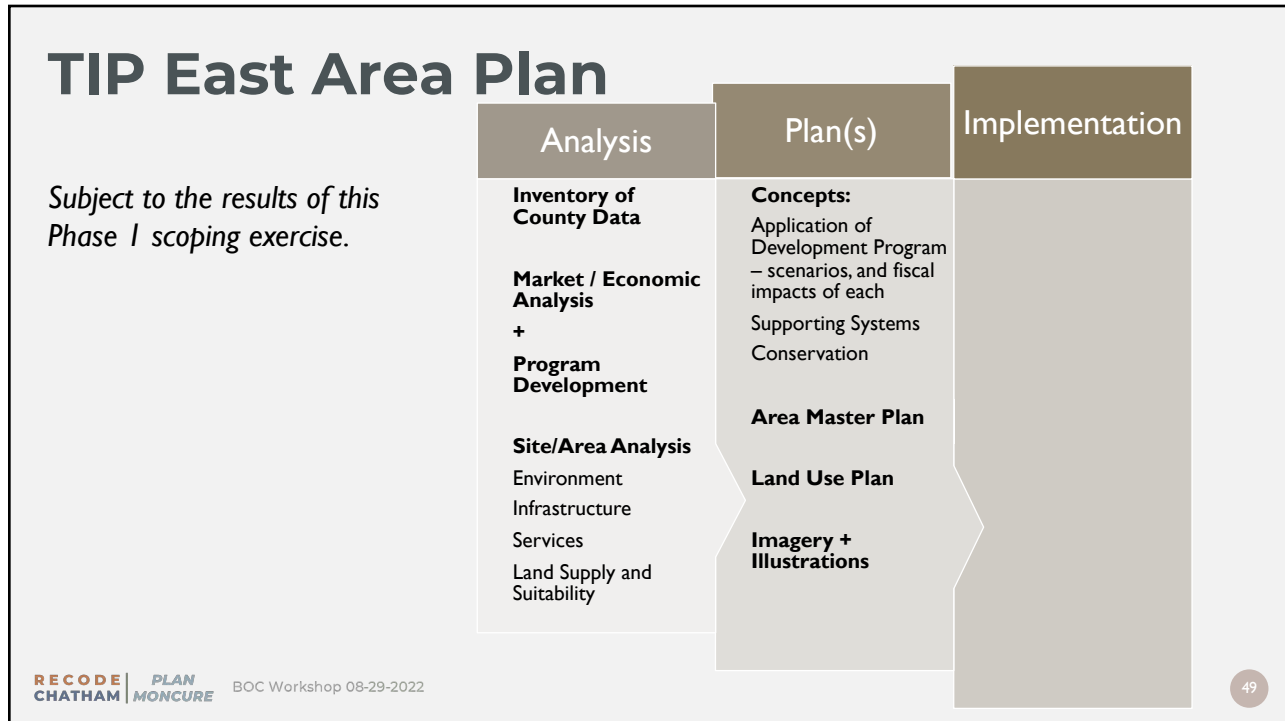 TIP East Area Plan
Subject to the results of this
Phase 1 scoping exercise.
Analysis
Inventory of
County Data
Market / Economic
Analysis
+
Program
Development
Site/Area Analysis
Environment
Infrastructure
Services
Land Supply and
Suitability
Plan(s)
Concepts:
Application of
Development Program
– scenarios, and fiscal
impacts of each
Supporting Systems
Conservation
Area Master Plan
Land Use Plan
Imagery +
Illustrations
Implementation
RECODE PLAN
CHATHAM MONCURE
BOC Workshop 08-29-2022
49